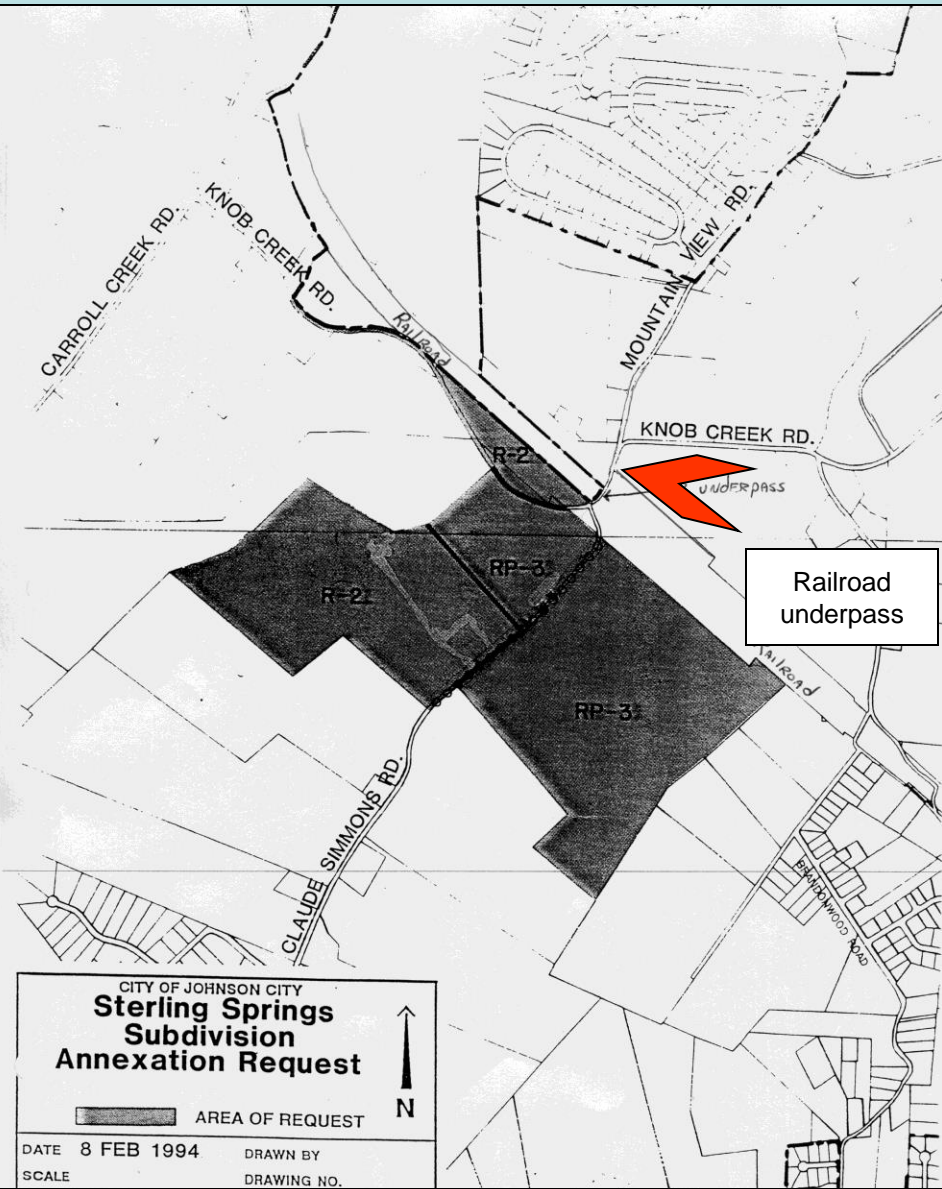 KNOB CREEK RD.
CARROLL CREEK RD.
MOUNTAIN VIEW RD.
Railroad
KNOB CREEK RD.
R-2
UNDERPASS
Railroad
underpass
RP-3
R-2
RAILROAD
RP-3
CLAUDE SIMMONS RD.
BRANDONWOOD ROAD
CITY OF JOHNSON CITY
Sterling Springs
Subdivision
Annexation Request
N
AREA OF REQUEST
DATE 8 FEB 1994 DRAWN BY
SCALE DRAWING NO.